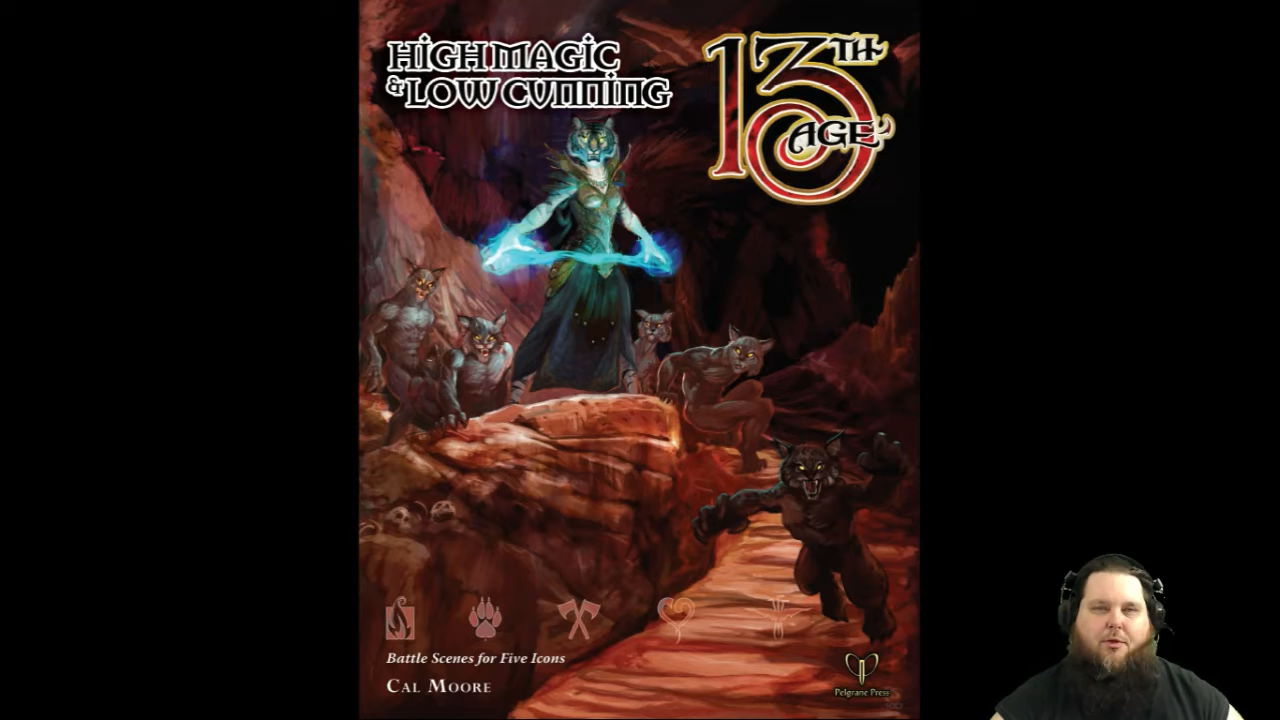 HIGH MAGIC
& LOW CUNNING
13TH
AGE
Battle Scenes for Five Icons
CAL MOORE
Pelgrane Press